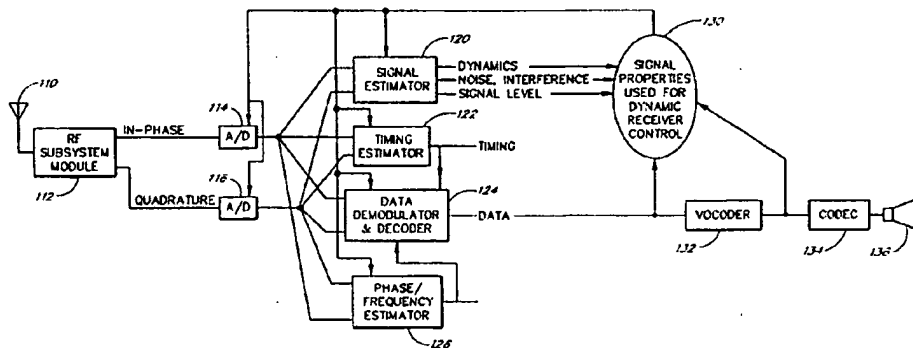 110
RF
SUBSYSTEM
MODULE
112
IN-PHASE
QUADRATURE
114
A/D
116
A/D
120
SIGNAL
ESTIMATOR
DYNAMICS
NOISE, INTERFERENCE
SIGNAL LEVEL
122
TIMING
ESTIMATOR
TIMING
124
DATA
DEMODULATOR
& DECODER
DATA
PHASE/
FREQUENCY
ESTIMATOR
126
130
SIGNAL
PROPERTIES
USED FOR
DYNAMIC
RECEIVER
CONTROL
VOCODER
132
CODEC
134
136